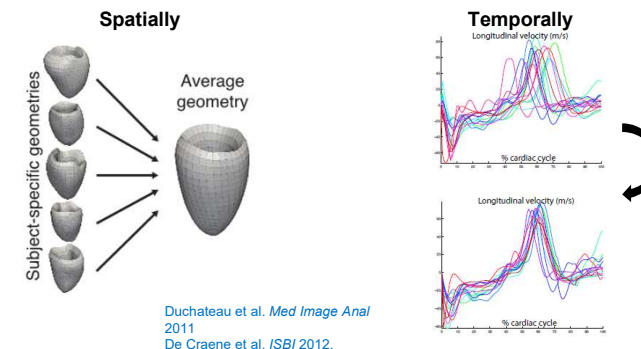 Spatially
Subject-specific geometries
Average
geometry
Duchateau et al. Med Image Anal
2011
De Craene et al. ISBI 2012.
Temporally
Longitudinal velocity (m/s)
% cardiac cycle
Longitudinal velocity (m/s)
% cardiac cycle